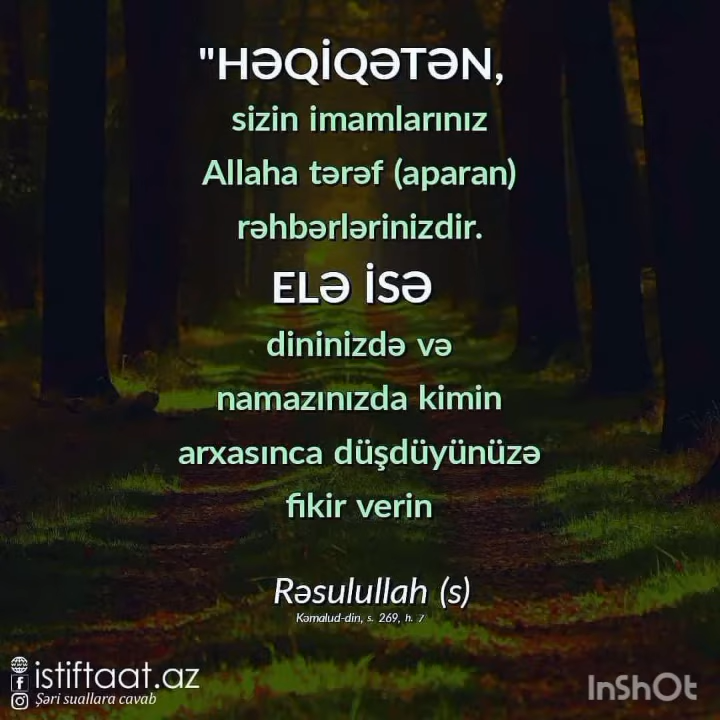 "HƏQİQƏTƏN,
sizin imamlarınız
Allaha tərəf (aparan)
rəhbərlərinizdir.
ELƏ İSƏ
dininizdə və
namazınızda kimin
arxasınca düşdüyünüzə
fikir verin
Rəsulullah (s)
Kəmalud-din, s. 269, h. 7
istiftaat.az
Şəri suallara cavab
InShOt